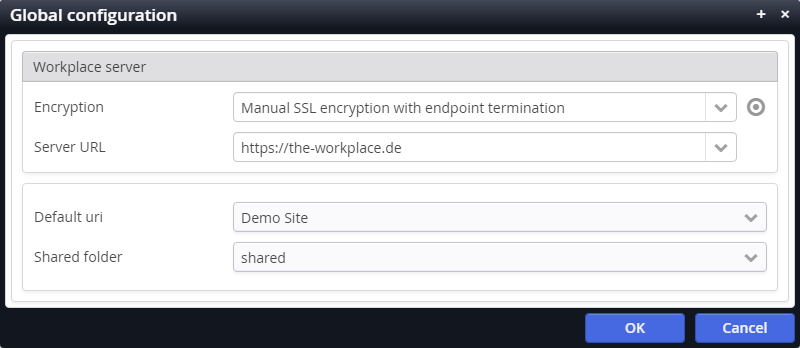 Global configuration
Workplace server
Encryption Manual SSL encryption with endpoint termination
Server URL https://the-workplace.de
Default uri Demo Site
Shared folder shared
OK Cancel